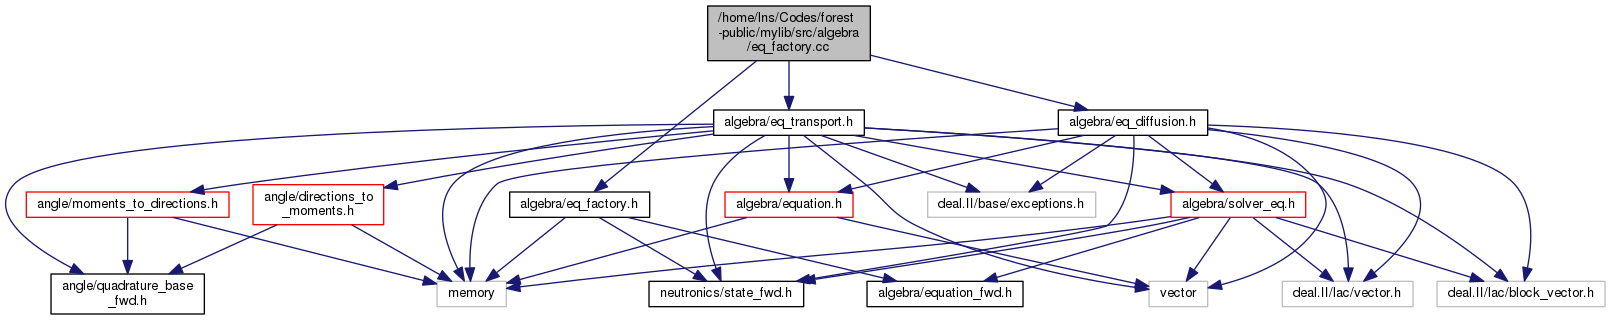 /home/lns/Codes/forest
-public/mylib/src/algebra
/eq_factory.cc
algebra/eq_transport.h
algebra/eq_diffusion.h
angle/moments_to_directions.h
angle/directions_to
_moments.h
algebra/eq_factory.h
algebra/equation.h
deal.II/base/exceptions.h
algebra/solver_eq.h
angle/quadrature_base
_fwd.h
memory
neutronics/state_fwd.h
algebra/equation_fwd.h
vector
deal.II/lac/vector.h
deal.II/lac/block_vector.h